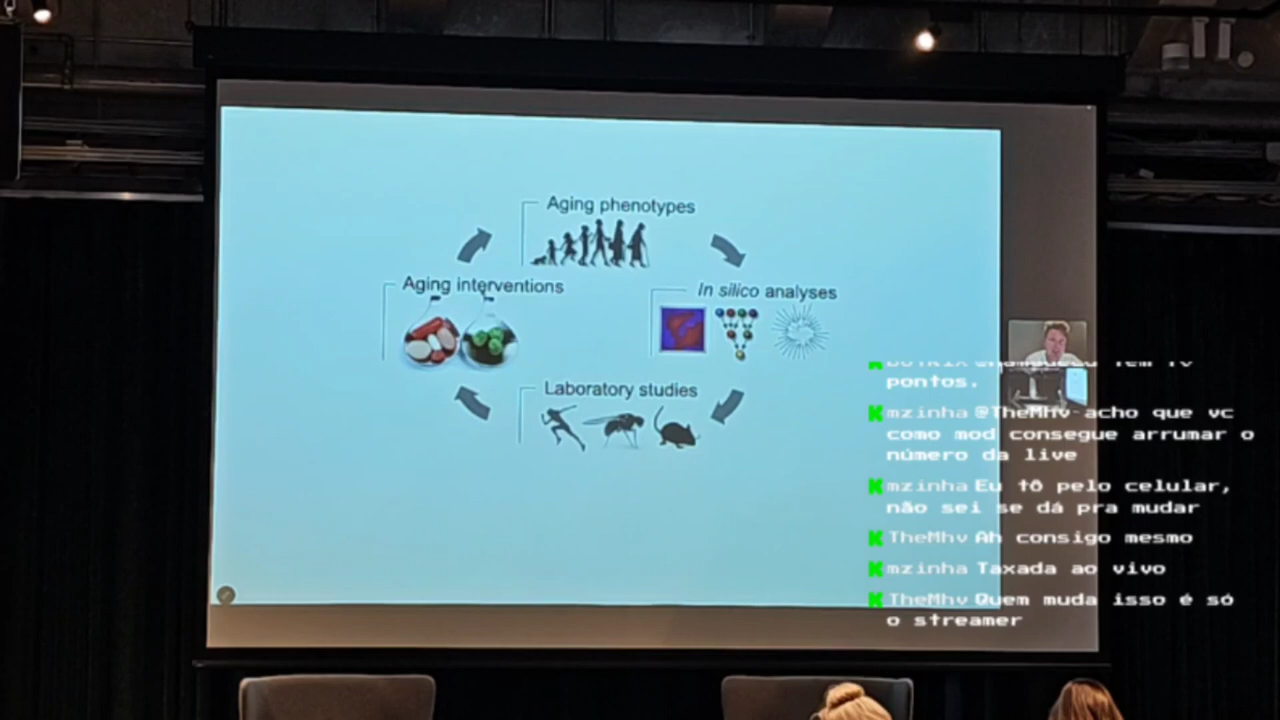 Aging phenotypes
Aging interventions
In silico analyses
Laboratory studies
pontos.
mzinha @TheMhv acho que vc
como mod consegue arrumar o
número da live
mzinha Eu tô pelo celular,
não sei se dá pra mudar
TheMhv Ah consigo mesmo
mzinha Taxada ao vivo
TheMhv Quem muda isso é só
o streamer